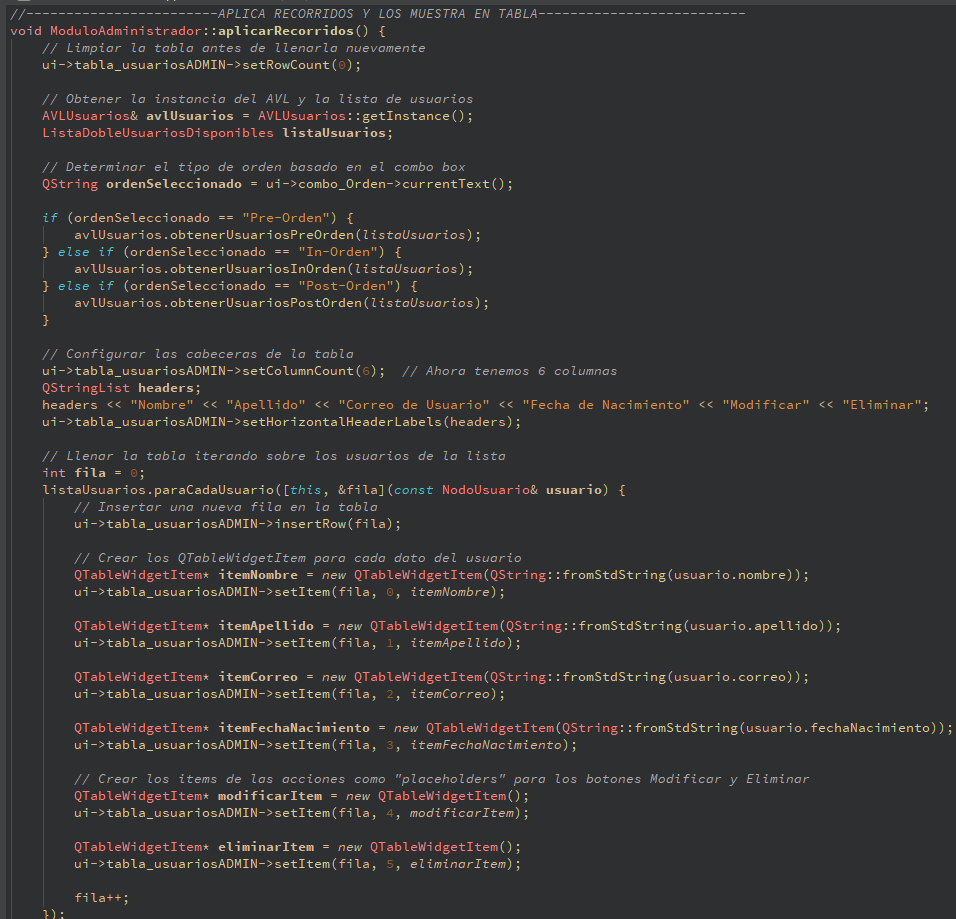 //------------------------APLICA RECORRIDOS Y LOS MUESTRA EN TABLA--------------------------
void ModuloAdministrador::aplicarRecorridos() {
    // Limpiar la tabla antes de llenarla nuevamente
    ui->tabla_usuariosADMIN->setRowCount(0);

    // Obtener la instancia del AVL y la lista de usuarios
    AVLUsuarios& avlUsuarios = AVLUsuarios::getInstance();
    ListaDobleUsuariosDisponibles listaUsuarios;

    // Determinar el tipo de orden basado en el combo box
    QString ordenSeleccionado = ui->combo_Orden->currentText();

    if (ordenSeleccionado == "Pre-Orden") {
        avlUsuarios.obtenerUsuariosPreOrden(listaUsuarios);
    } else if (ordenSeleccionado == "In-Orden") {
        avlUsuarios.obtenerUsuariosInOrden(listaUsuarios);
    } else if (ordenSeleccionado == "Post-Orden") {
        avlUsuarios.obtenerUsuariosPostOrden(listaUsuarios);
    }

    // Configurar las cabeceras de la tabla
    ui->tabla_usuariosADMIN->setColumnCount(6);  // Ahora tenemos 6 columnas
    QStringList headers;
    headers << "Nombre" << "Apellido" << "Correo de Usuario" << "Fecha de Nacimiento" << "Modificar" << "Eliminar";
    ui->tabla_usuariosADMIN->setHorizontalHeaderLabels(headers);

    // Llenar la tabla iterando sobre los usuarios de la lista
    int fila = 0;
    listaUsuarios.paraCadaUsuario([this, &fila](const NodoUsuario& usuario) {
        // Insertar una nueva fila en la tabla
        ui->tabla_usuariosADMIN->insertRow(fila);

        // Crear los QTableWidgetItem para cada dato del usuario
        QTableWidgetItem* itemNombre = new QTableWidgetItem(QString::fromStdString(usuario.nombre));
        ui->tabla_usuariosADMIN->setItem(fila, 0, itemNombre);

        QTableWidgetItem* itemApellido = new QTableWidgetItem(QString::fromStdString(usuario.apellido));
        ui->tabla_usuariosADMIN->setItem(fila, 1, itemApellido);

        QTableWidgetItem* itemCorreo = new QTableWidgetItem(QString::fromStdString(usuario.correo));
        ui->tabla_usuariosADMIN->setItem(fila, 2, itemCorreo);

        QTableWidgetItem* itemFechaNacimiento = new QTableWidgetItem(QString::fromStdString(usuario.fechaNacimiento));
        ui->tabla_usuariosADMIN->setItem(fila, 3, itemFechaNacimiento);

        // Crear los items de las acciones como "placeholders" para los botones Modificar y Eliminar
        QTableWidgetItem* modificarItem = new QTableWidgetItem();
        ui->tabla_usuariosADMIN->setItem(fila, 4, modificarItem);

        QTableWidgetItem* eliminarItem = new QTableWidgetItem();
        ui->tabla_usuariosADMIN->setItem(fila, 5, eliminarItem);

        fila++;
    });